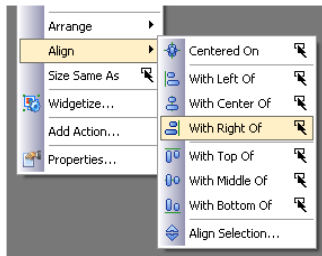 Arrange
Align
Size Same As
Widgetize...
Add Action...
Properties...
Centered On
With Left Of
With Center Of
With Right Of
With Top Of
With Middle Of
With Bottom Of
Align Selection...